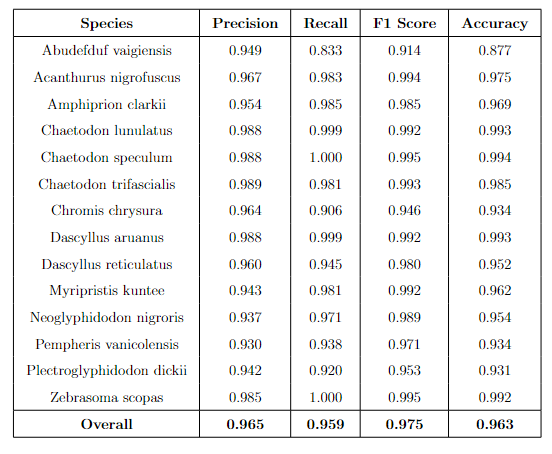 Species Precision Recall F1 Score Accuracy
Abudefduf vaigiensis 0.949 0.833 0.914 0.877
Acanthurus nigrofuscus 0.967 0.983 0.994 0.975
Amphiprion clarkii 0.954 0.985 0.985 0.969
Chaetodon lunulatus 0.988 0.999 0.992 0.993
Chaetodon speculum 0.988 1.000 0.995 0.994
Chaetodon trifascialis 0.989 0.981 0.993 0.985
Chromis chrysura 0.964 0.906 0.946 0.934
Dascyllus aruanus 0.988 0.999 0.992 0.993
Dascyllus reticulatus 0.960 0.945 0.980 0.952
Myripristis kuntee 0.943 0.981 0.992 0.962
Neoglyphidodon nigroris 0.937 0.971 0.989 0.954
Pempheris vanicolensis 0.930 0.938 0.971 0.934
Plectroglyphidodon dickii 0.942 0.920 0.953 0.931
Zebrasoma scopas 0.985 1.000 0.995 0.992
Overall 0.965 0.959 0.975 0.963